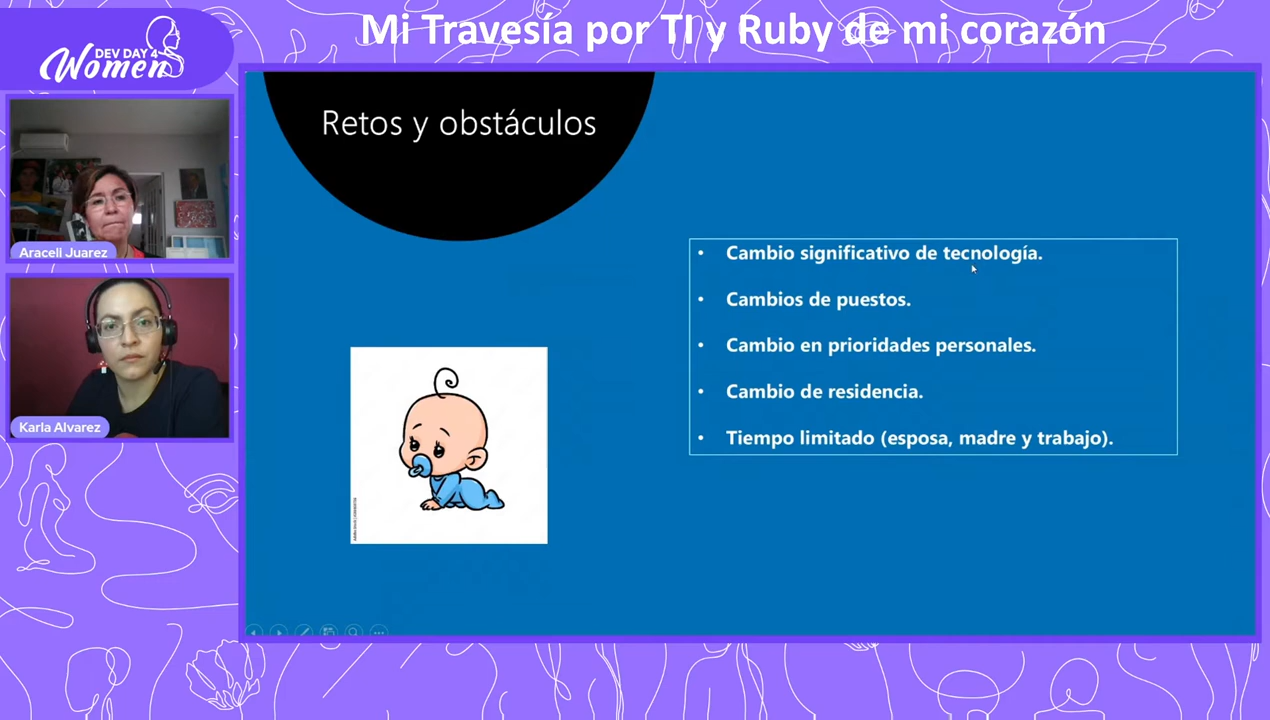 Mi Travesía por TI y Ruby de mi corazón
DEV DAY 4
Women
Araceli Juarez
Karla Alvarez
Retos y obstáculos
• Cambio significativo de tecnología.
• Cambios de puestos.
• Cambio en prioridades personales.
• Cambio de residencia.
• Tiempo limitado (esposa, madre y trabajo).